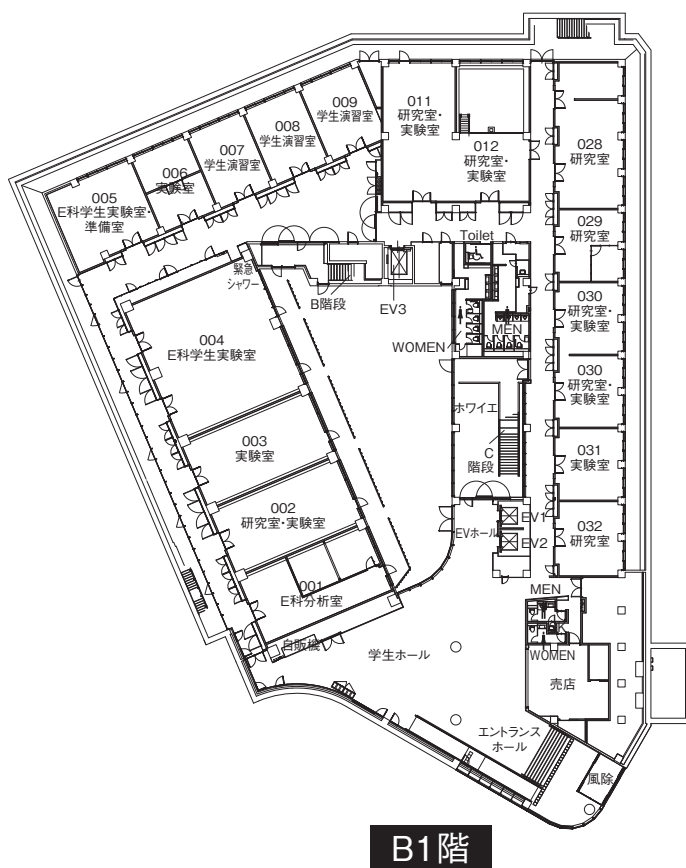 009
学生演習室
008
学生演習室
007
学生演習室
006
実験室
005
E科学生実験室・
準備室
011
研究室・
実験室
012
研究室・
実験室
028
研究室
029
研究室
030
研究室・
実験室
030
研究室・
実験室
031
実験室
032
研究室
Toilet
緊急
シャワー
B階段
EV3
WOMEN
MEN
004
E科学生実験室
003
実験室
002
研究室・実験室
001
E科分析室
ホワイエ
C
階段
EVホール
EV1
EV2
MEN
WOMEN
売店
自販機
学生ホール
エントランス
ホール
風除
B1階